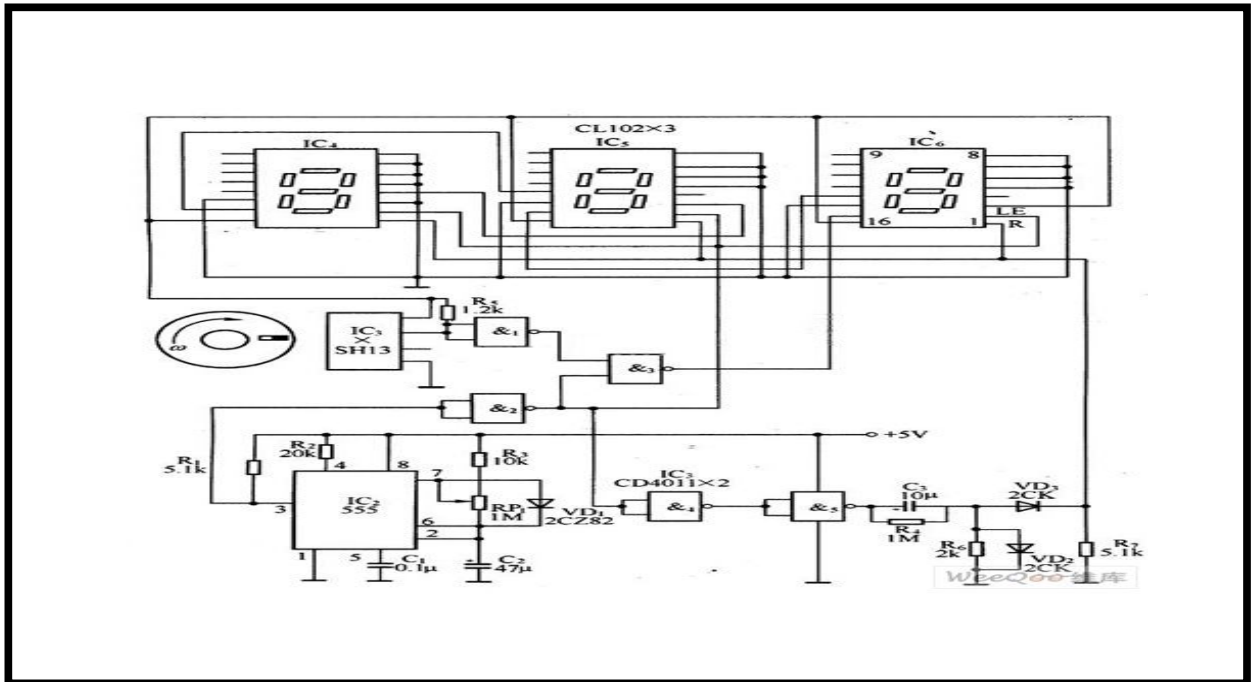 CL102×3
IC4
IC5
IC6
9
8
16
1
LE
R
ω
IC3
×
SH13
R5
1.2k
&1
&3
&2
+5V
R1
5.1k
R2
20k
4
8
7
R3
10k
IC2
555
3
6
2
1
5
RP1
1M
VD1
2CZ82
C1
0.1μ
C2
47μ
IC3
CD4011×2
&4
&5
C3
10μ
R4
1M
VD3
2CK
R6
2k
VD2
2CK
R7
5.1k
WeeQoo维库